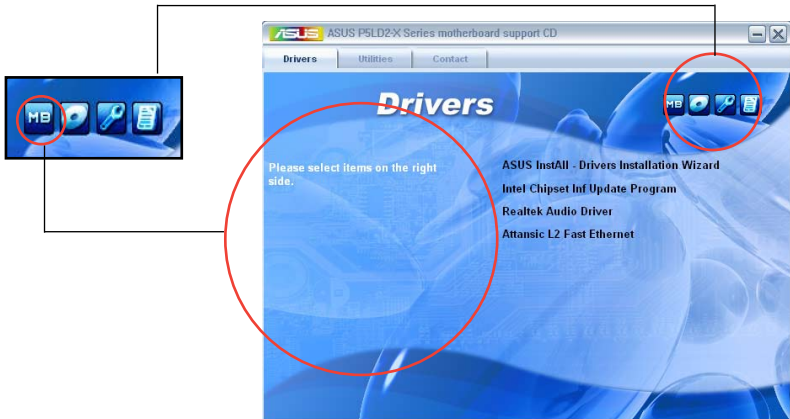 ASUS ASUS P5LD2-X Series motherboard support CD
Drivers Utilities Contact
MB
Drivers
MB
Please select items on the right
side.
ASUS InstAll - Drivers Installation Wizard
Intel Chipset Inf Update Program
Realtek Audio Driver
Attansic L2 Fast Ethernet